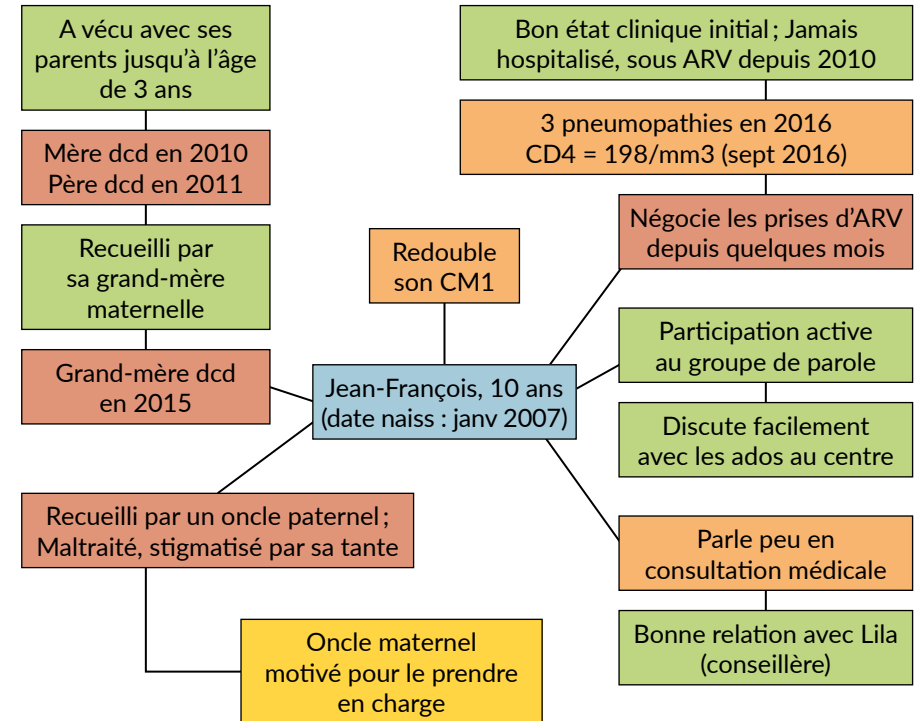 A vécu avec ses
parents jusqu'à l'âge
de 3 ans
Mère dcd en 2010
Père dcd en 2011
Recueilli par
sa grand-mère
maternelle
Grand-mère dcd
en 2015
Redouble
son CM1
Jean-François, 10 ans
(date naiss : janv 2007)
Recueilli par un oncle paternel ;
Maltraité, stigmatisé par sa tante
Oncle maternel
motivé pour le prendre
en charge
Bon état clinique initial ; Jamais
hospitalisé, sous ARV depuis 2010
3 pneumopathies en 2016
CD4 = 198/mm3 (sept 2016)
Négocie les prises d'ARV
depuis quelques mois
Participation active
au groupe de parole
Discute facilement
avec les ados au centre
Parle peu en
consultation médicale
Bonne relation avec Lila
(conseillère)